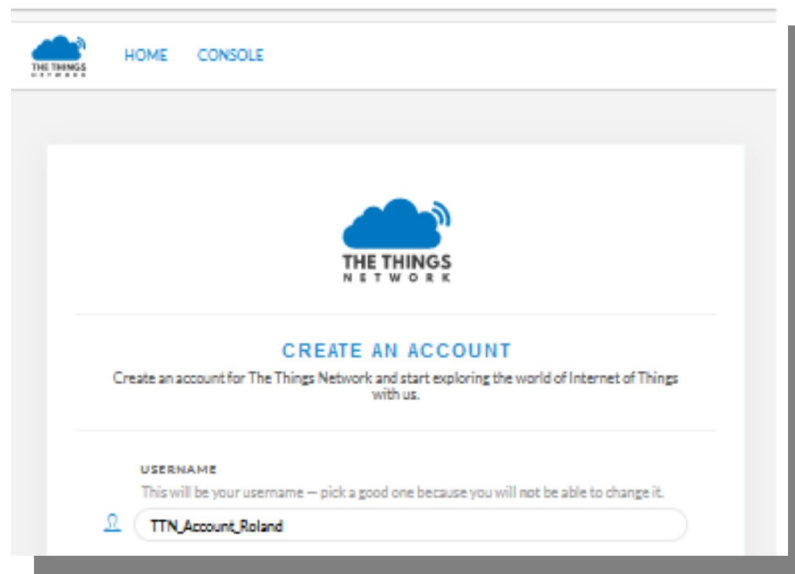 THE THINGS
NETWORK
HOME CONSOLE
THE THINGS
NETWORK
CREATE AN ACCOUNT
Create an account for The Things Network and start exploring the world of Internet of Things
with us.
USERNAME
This will be your username — pick a good one because you will not be able to change it.
TTN_Account_Roland